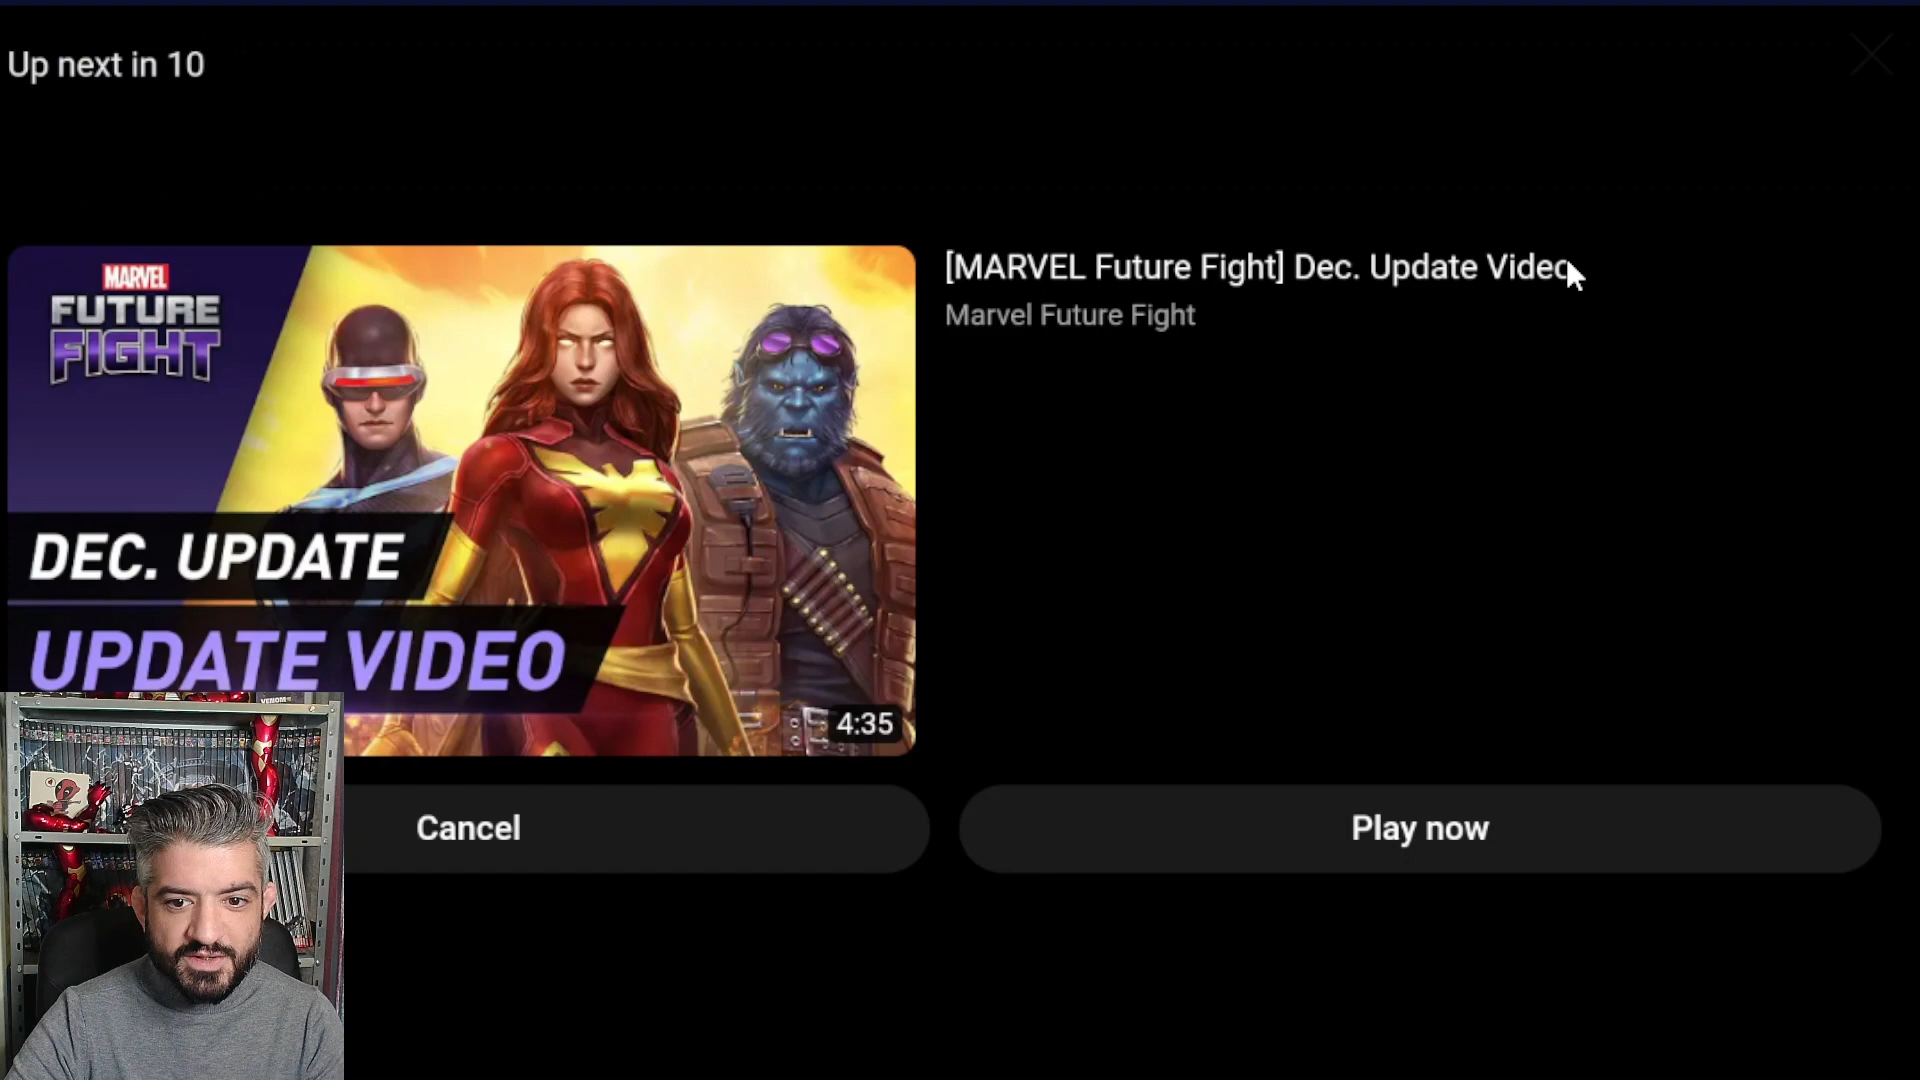 Up next in 10
MARVEL
FUTURE
FIGHT
DEC. UPDATE
UPDATE VIDEO
4:35
[MARVEL Future Fight] Dec. Update Video
Marvel Future Fight
Cancel
Play now
VENOM